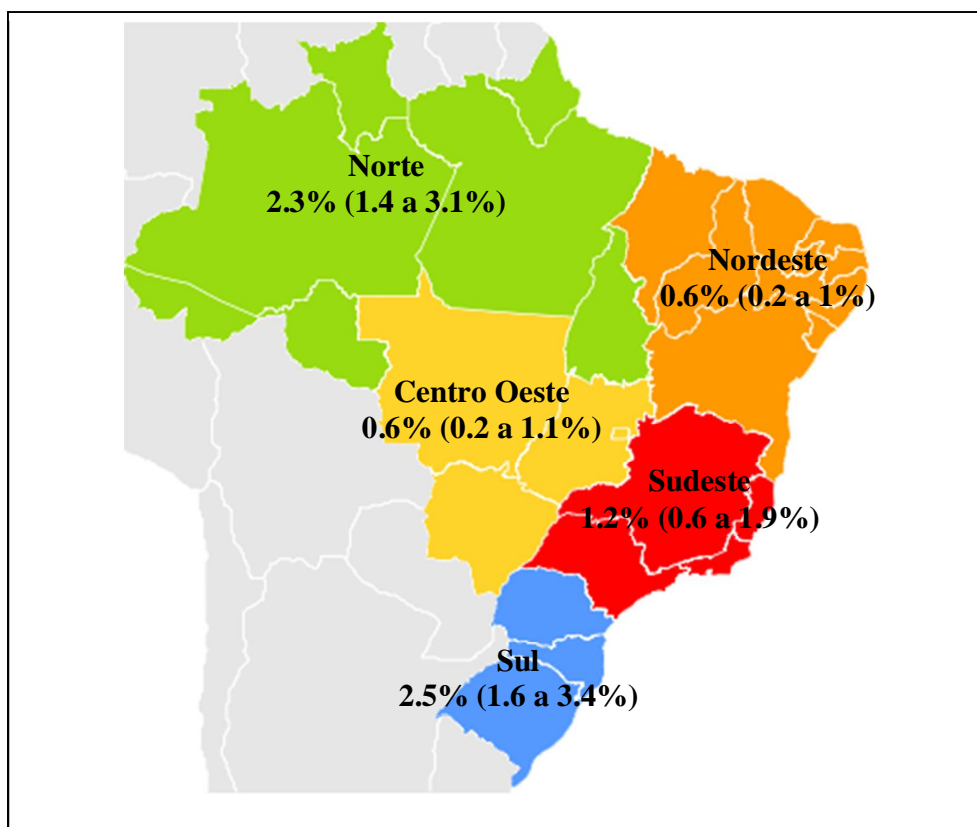 Norte
2.3% (1.4 a 3.1%)
Nordeste
0.6% (0.2 a 1%)
Centro Oeste
0.6% (0.2 a 1.1%)
Sudeste
1.2% (0.6 a 1.9%)
Sul
2.5% (1.6 a 3.4%)